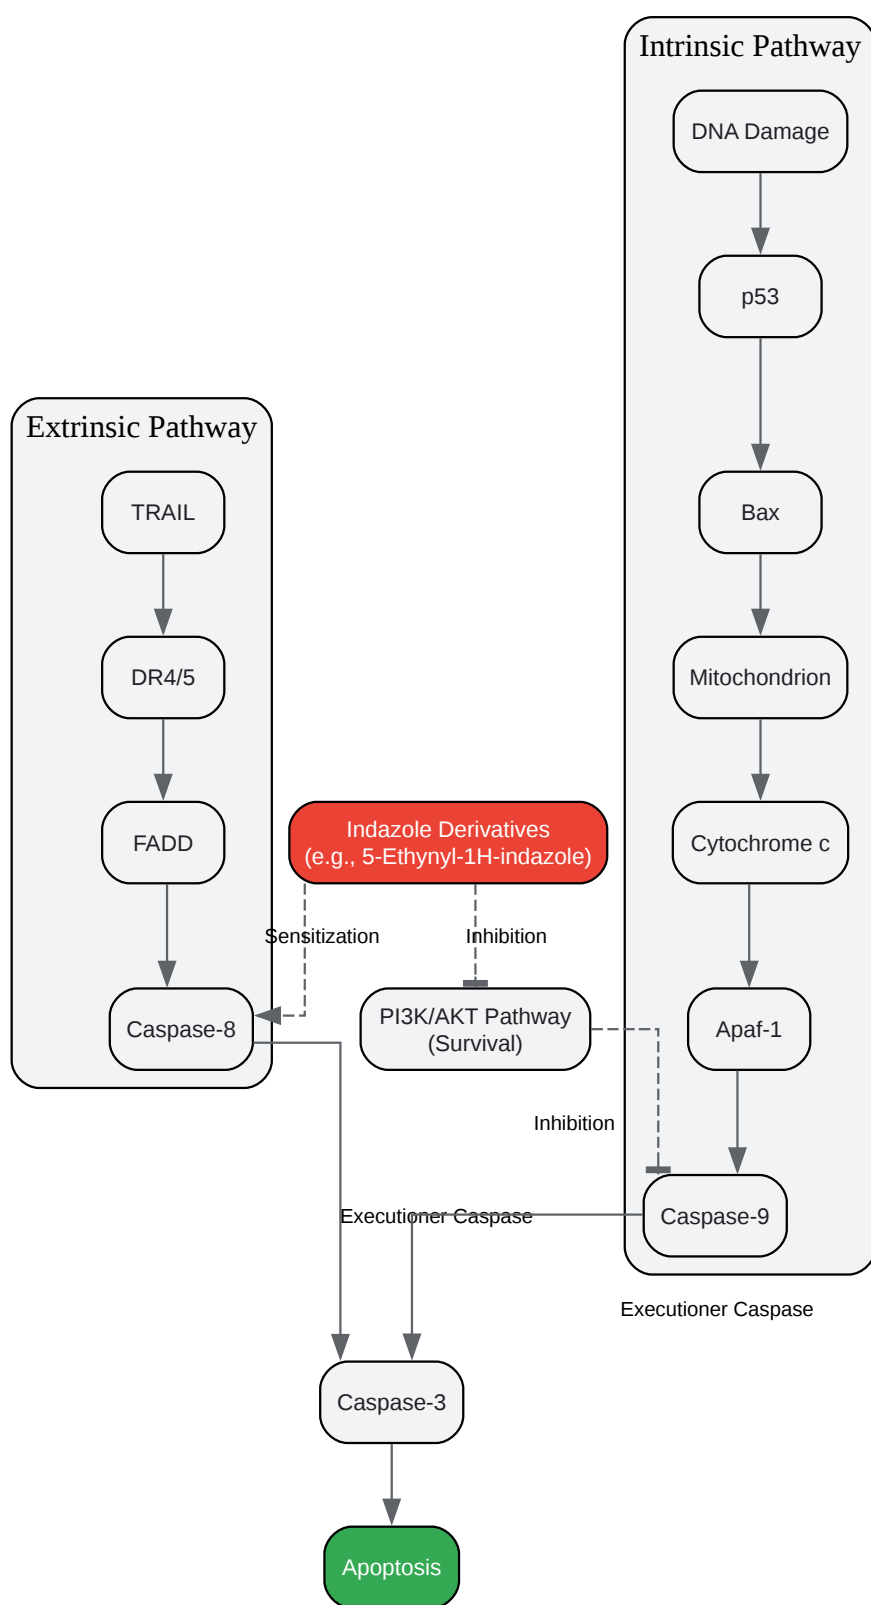 Intrinsic Pathway
DNA Damage
p53
Extrinsic Pathway
TRAIL
Bax
DR4/5
Mitochondrion
FADD
Indazole Derivatives
(e.g., 5-Ethynyl-1H-indazole)
Cytochrome c
Sensitization
Inhibition
Caspase-8
PI3K/AKT Pathway
(Survival)
Apaf-1
Inhibition
Executioner Caspase
Caspase-9
Executioner Caspase
Caspase-3
Apoptosis